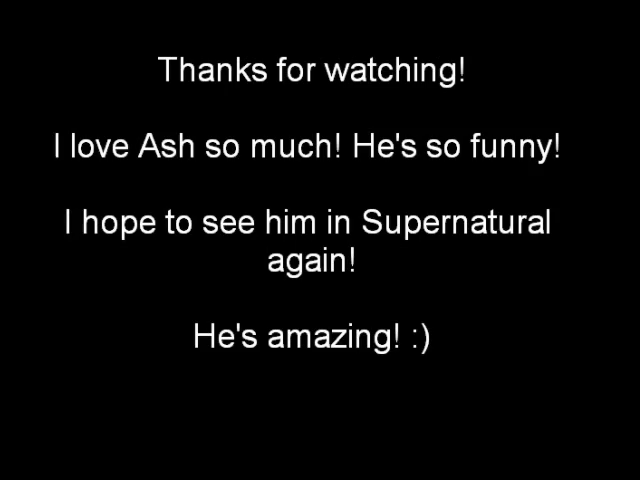 Thanks for watching!
I love Ash so much! He's so funny!
I hope to see him in Supernatural
again!
He's amazing! :)